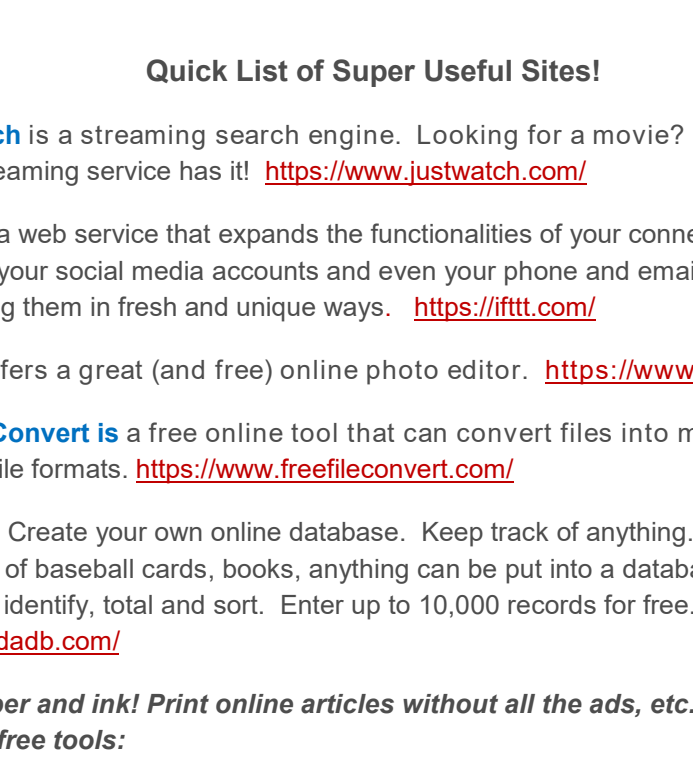 Quick List of Super Useful Sites!
ch is a streaming search engine. Looking for a movie?
eaming service has it! https://www.justwatch.com/
a web service that expands the functionalities of your conne
your social media accounts and even your phone and emai
g them in fresh and unique ways. https://ifttt.com/
fers a great (and free) online photo editor. https://www
Convert is a free online tool that can convert files into m
ile formats. https://www.freefileconvert.com/
Create your own online database. Keep track of anything.
of baseball cards, books, anything can be put into a databa
identify, total and sort. Enter up to 10,000 records for free.
dadb.com/
per and ink! Print online articles without all the ads, etc.
free tools: